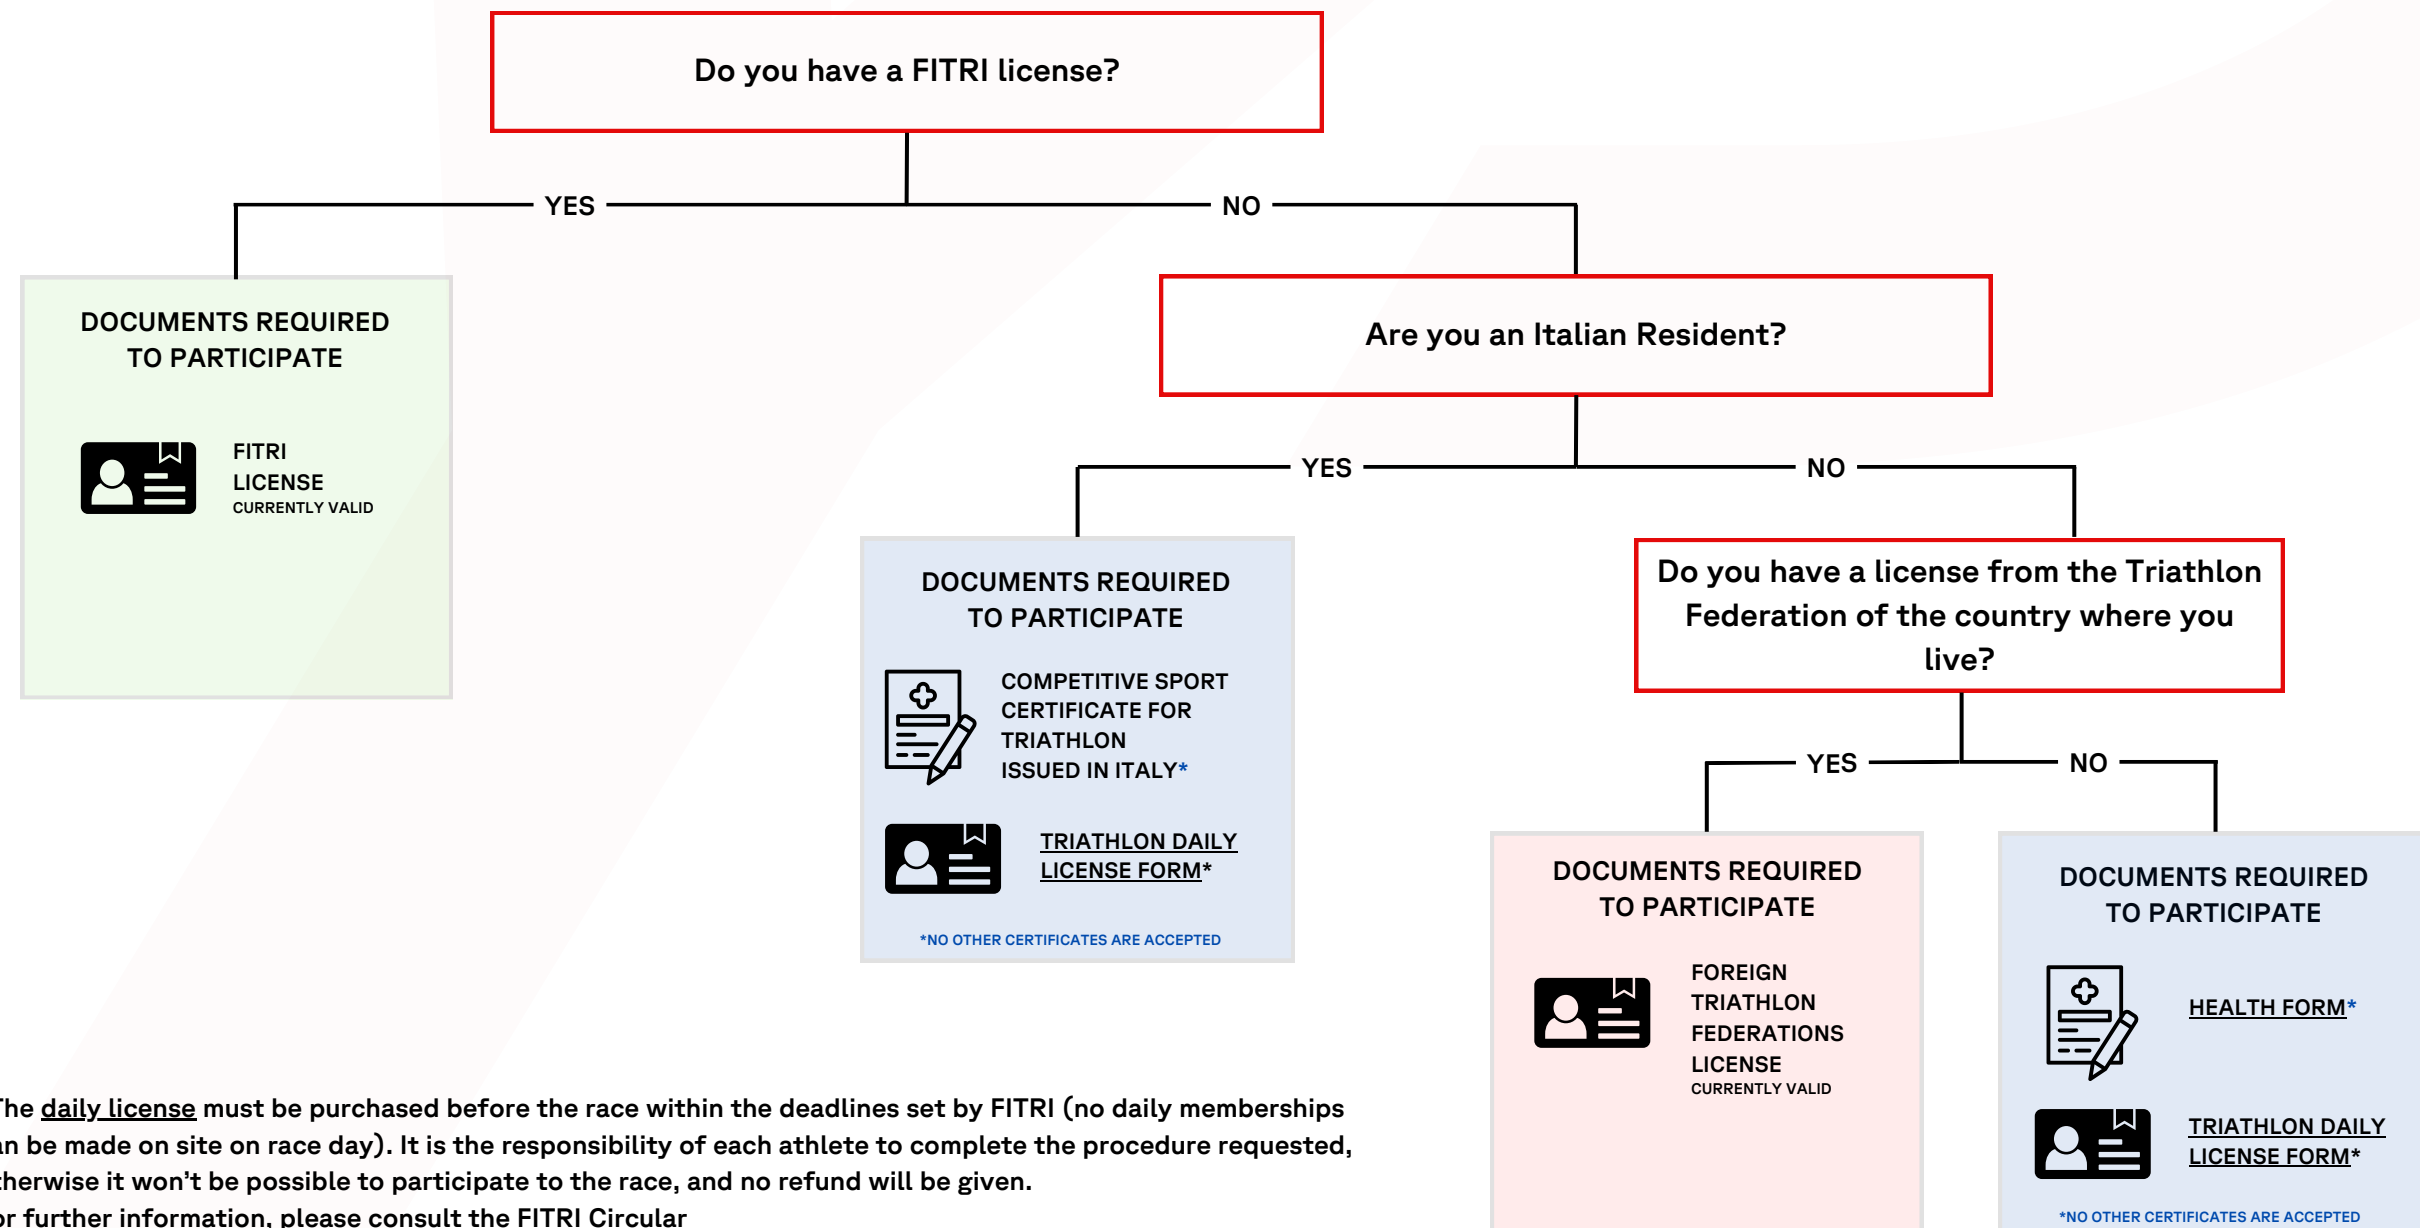 Do you have a FITRI license?
YES
NO
DOCUMENTS REQUIRED
TO PARTICIPATE
FITRI
LICENSE
CURRENTLY VALID
Are you an Italian Resident?
YES
NO
DOCUMENTS REQUIRED
TO PARTICIPATE
COMPETITIVE SPORT
CERTIFICATE FOR
TRIATHLON
ISSUED IN ITALY*
TRIATHLON DAILY
LICENSE FORM*
*NO OTHER CERTIFICATES ARE ACCEPTED
Do you have a license from the Triathlon
Federation of the country where you
live?
YES
NO
DOCUMENTS REQUIRED
TO PARTICIPATE
FOREIGN
TRIATHLON
FEDERATIONS
LICENSE
CURRENTLY VALID
DOCUMENTS REQUIRED
TO PARTICIPATE
HEALTH FORM*
TRIATHLON DAILY
LICENSE FORM*
*NO OTHER CERTIFICATES ARE ACCEPTED
The daily license must be purchased before the race within the deadlines set by FITRI (no daily memberships
an be made on site on race day). It is the responsibility of each athlete to complete the procedure requested,
therwise it won't be possible to participate to the race, and no refund will be given.
or further information, please consult the FITRI Circular